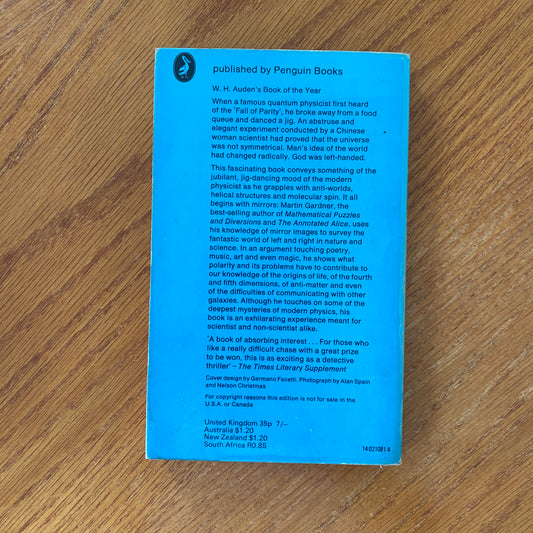 published by Penguin Books
W. H. Auden's Book of the Year
When a famous quantum physicist first heard
of the 'Fall of Parity', he broke away from a food
queue and danced a jig. An abstruse and
elegant experiment conducted by a Chinese
woman scientist had proved that the universe
was not symmetrical. Man's idea of the world
had changed radically. God was left-handed.
This fascinating book conveys something of the
jubilant, jig-dancing mood of the modern
physicist as he grapples with anti-worlds,
helical structures and molecular spin. It all
begins with mirrors: Martin Gardner, the
best-selling author of Mathematical Puzzles
and Diversions and The Annotated Alice, uses
his knowledge of mirror images to survey the
fantastic world of left and right in nature and
science. In an argument touching poetry,
music, art and even magic, he shows what
polarity and its problems have to contribute to
our knowledge of the origins of life, of the fourth
and fifth dimensions, of anti-matter and even
of the difficulties of communicating with other
galaxies. Although he touches on some of the
deepest mysteries of modern physics, his
book is an exhilarating experience meant for
scientist and non-scientist alike.
'A book of absorbing interest . . . For those who
like a really difficult chase with a great prize
to be won, this is as exciting as a detective
thriller' – The Times Literary Supplement
Cover design by Germano Facetti. Photograph by Alan Spain
and Nelson Christmas
For copyright reasons this edition is not for sale in the
U.S.A. or Canada
United Kingdom 35p 7/–
Australia $1.20
New Zealand $1.20
South Africa R0.85
14 021081 4